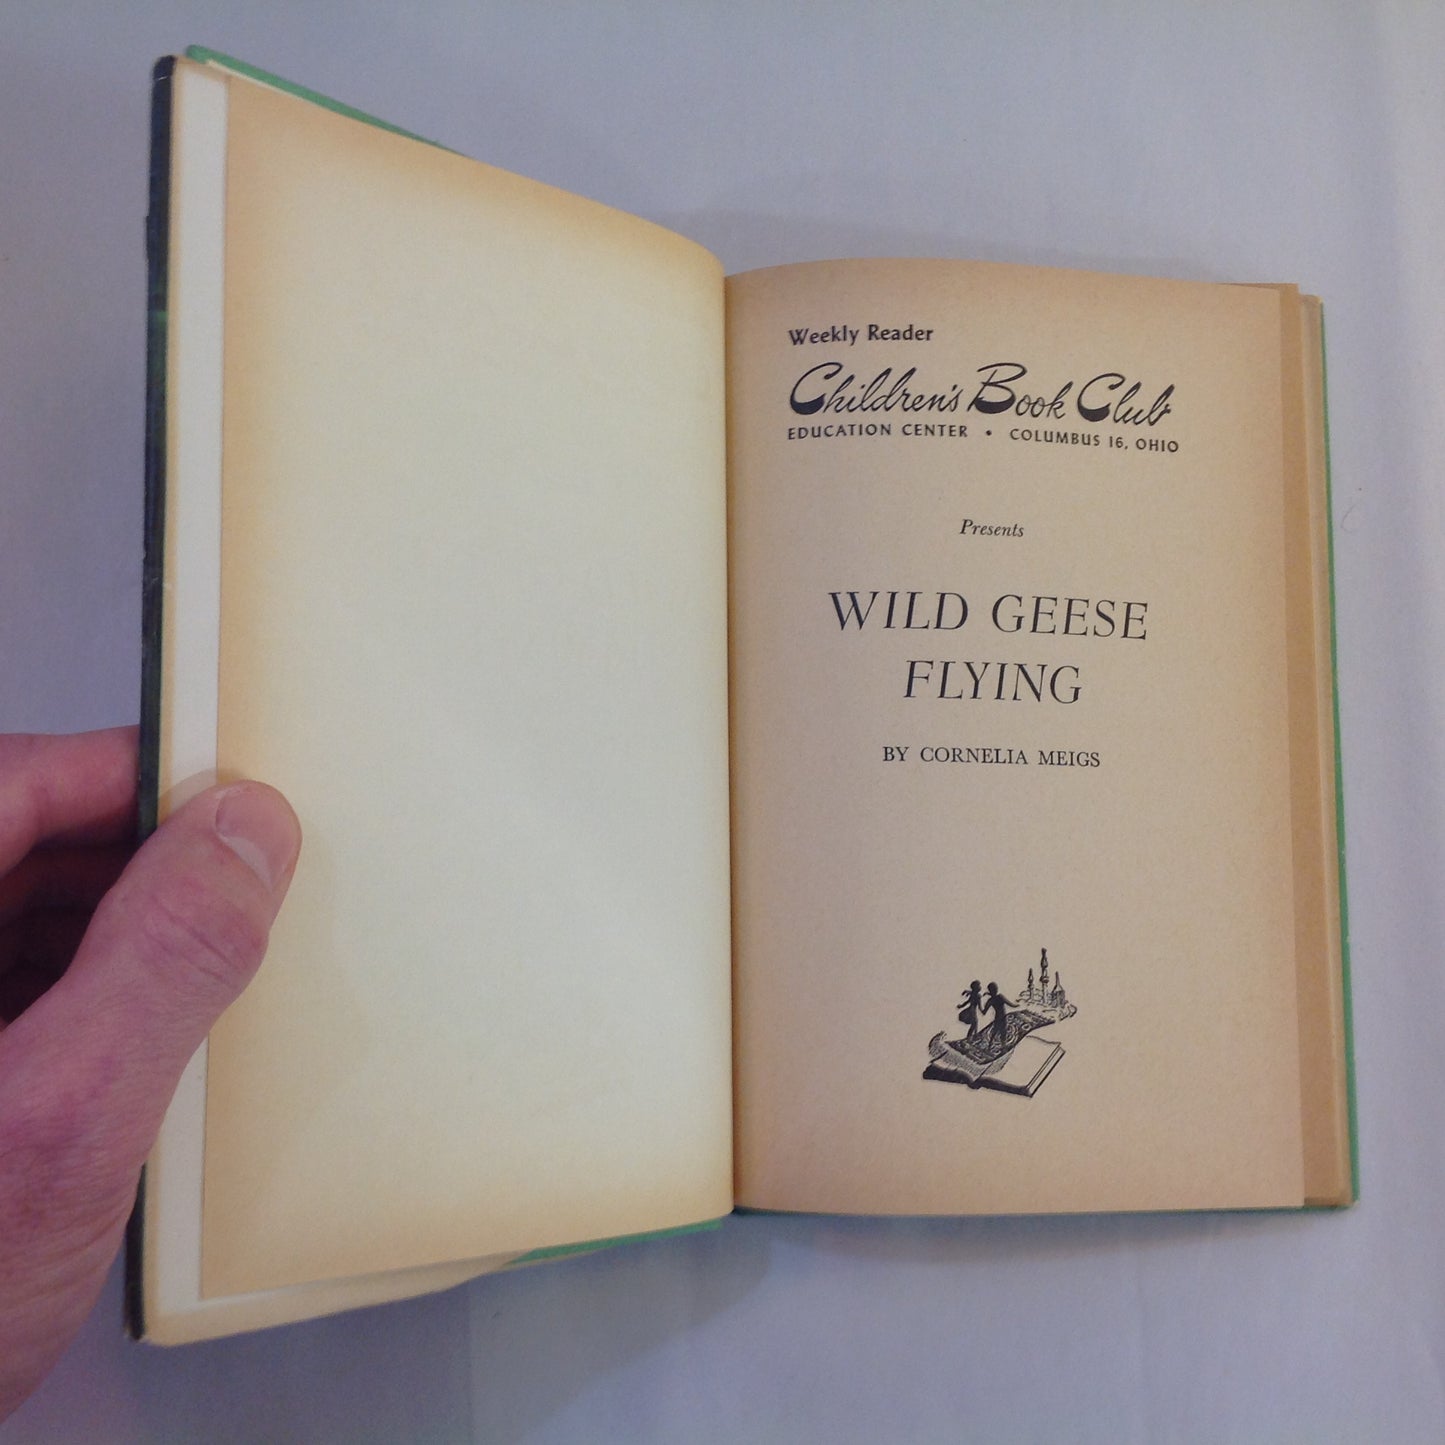 Weekly Reader
Children's Book Club
EDUCATION CENTER • COLUMBUS 16, OHIO
Presents
WILD GEESE
FLYING
BY CORNELIA MEIGS